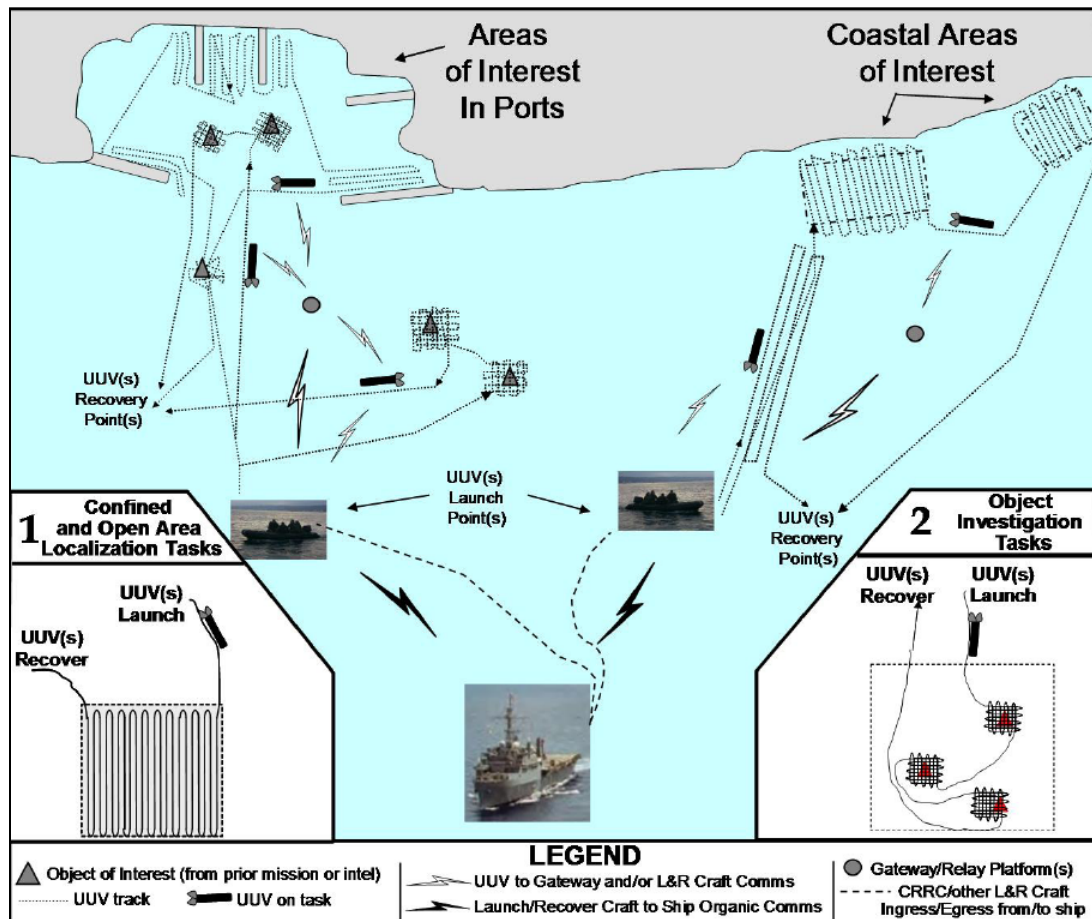 Areas
of Interest
In Ports
Coastal Areas
of Interest
UUV(s)
Recovery
Point(s)
UUV(s)
Launch
Point(s)
UUV(s)
Recovery
Point(s)
1
Confined
and Open Area
Localization Tasks
UUV(s)
Launch
UUV(s)
Recover
2
Object
Investigation
Tasks
UUV(s)
Recover
UUV(s)
Launch
LEGEND
Object of Interest (from prior mission or intel)
UUV track
UUV on task
UUV to Gateway and/or L&R Craft Comms
Launch/Recover Craft to Ship Organic Comms
Gateway/Relay Platform(s)
CRRC/other L&R Craft
Ingress/Egress from/to ship